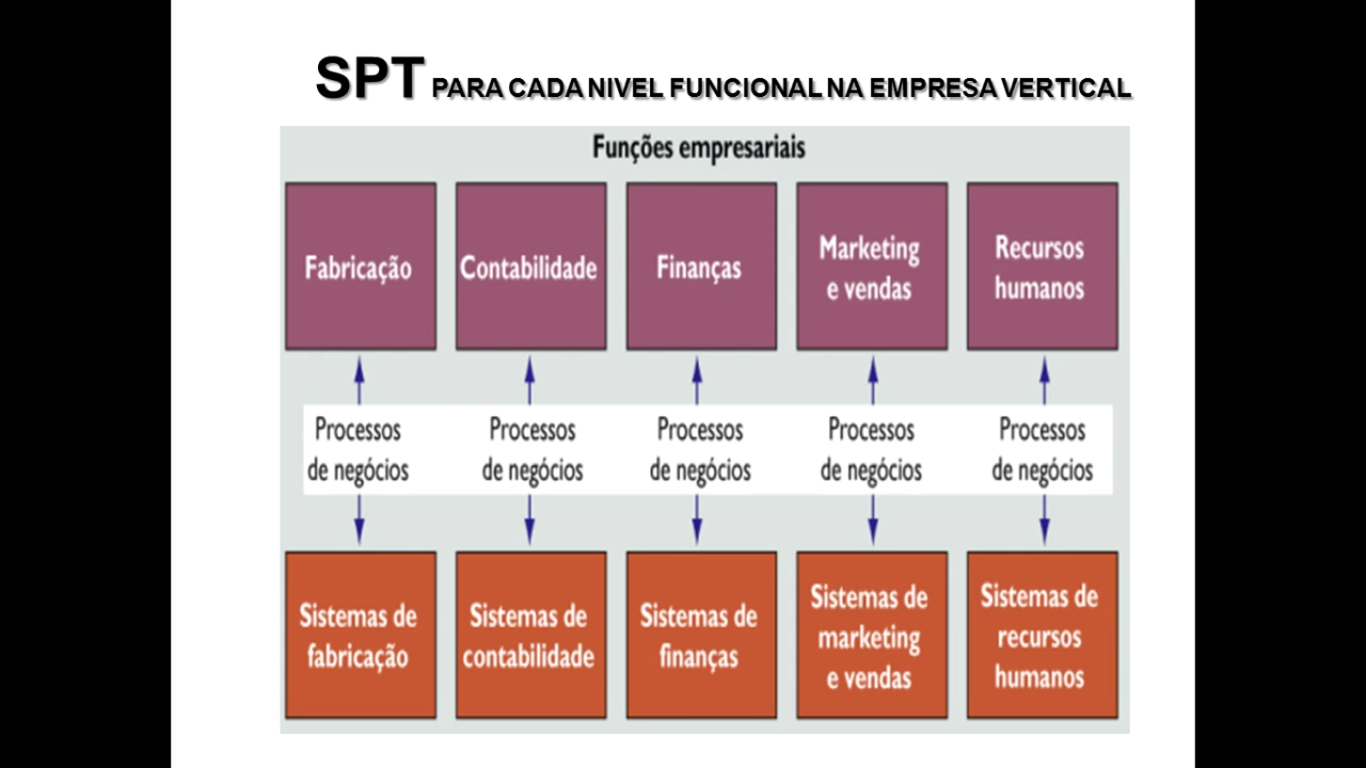 SPT PARA CADA NIVEL FUNCIONAL NA EMPRESA VERTICAL
Funções empresariais
Fabricação
Contabilidade
Finanças
Marketing
e vendas
Recursos
humanos
Processos
de negócios
Processos
de negócios
Processos
de negócios
Processos
de negócios
Processos
de negócios
Sistemas de
fabricação
Sistemas de
contabilidade
Sistemas de
finanças
Sistemas de
marketing
e vendas
Sistemas de
recursos
humanos